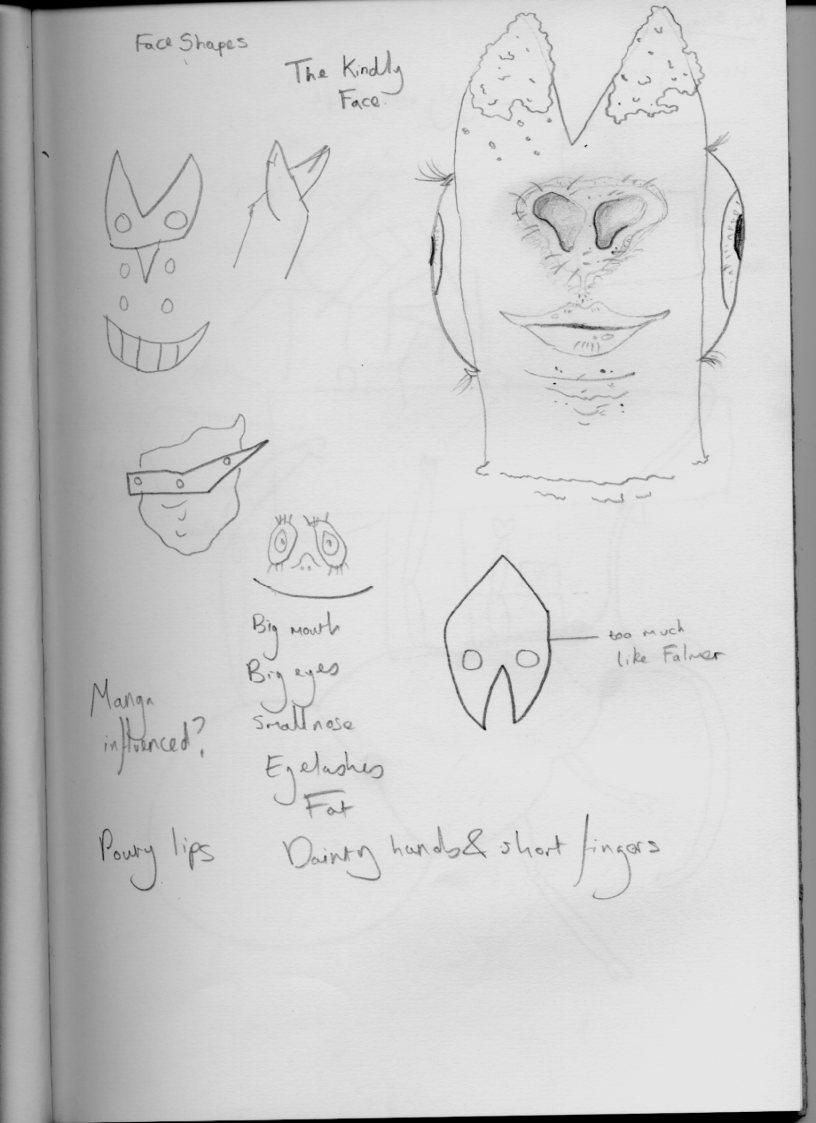 Face Shapes
The Kindly
Face.
too much
like Falmer
Big mouth
Big eyes
Small nose
Eyelashes
Fat
Manga
influenced?
Poury lips
Dainty hands & short fingers